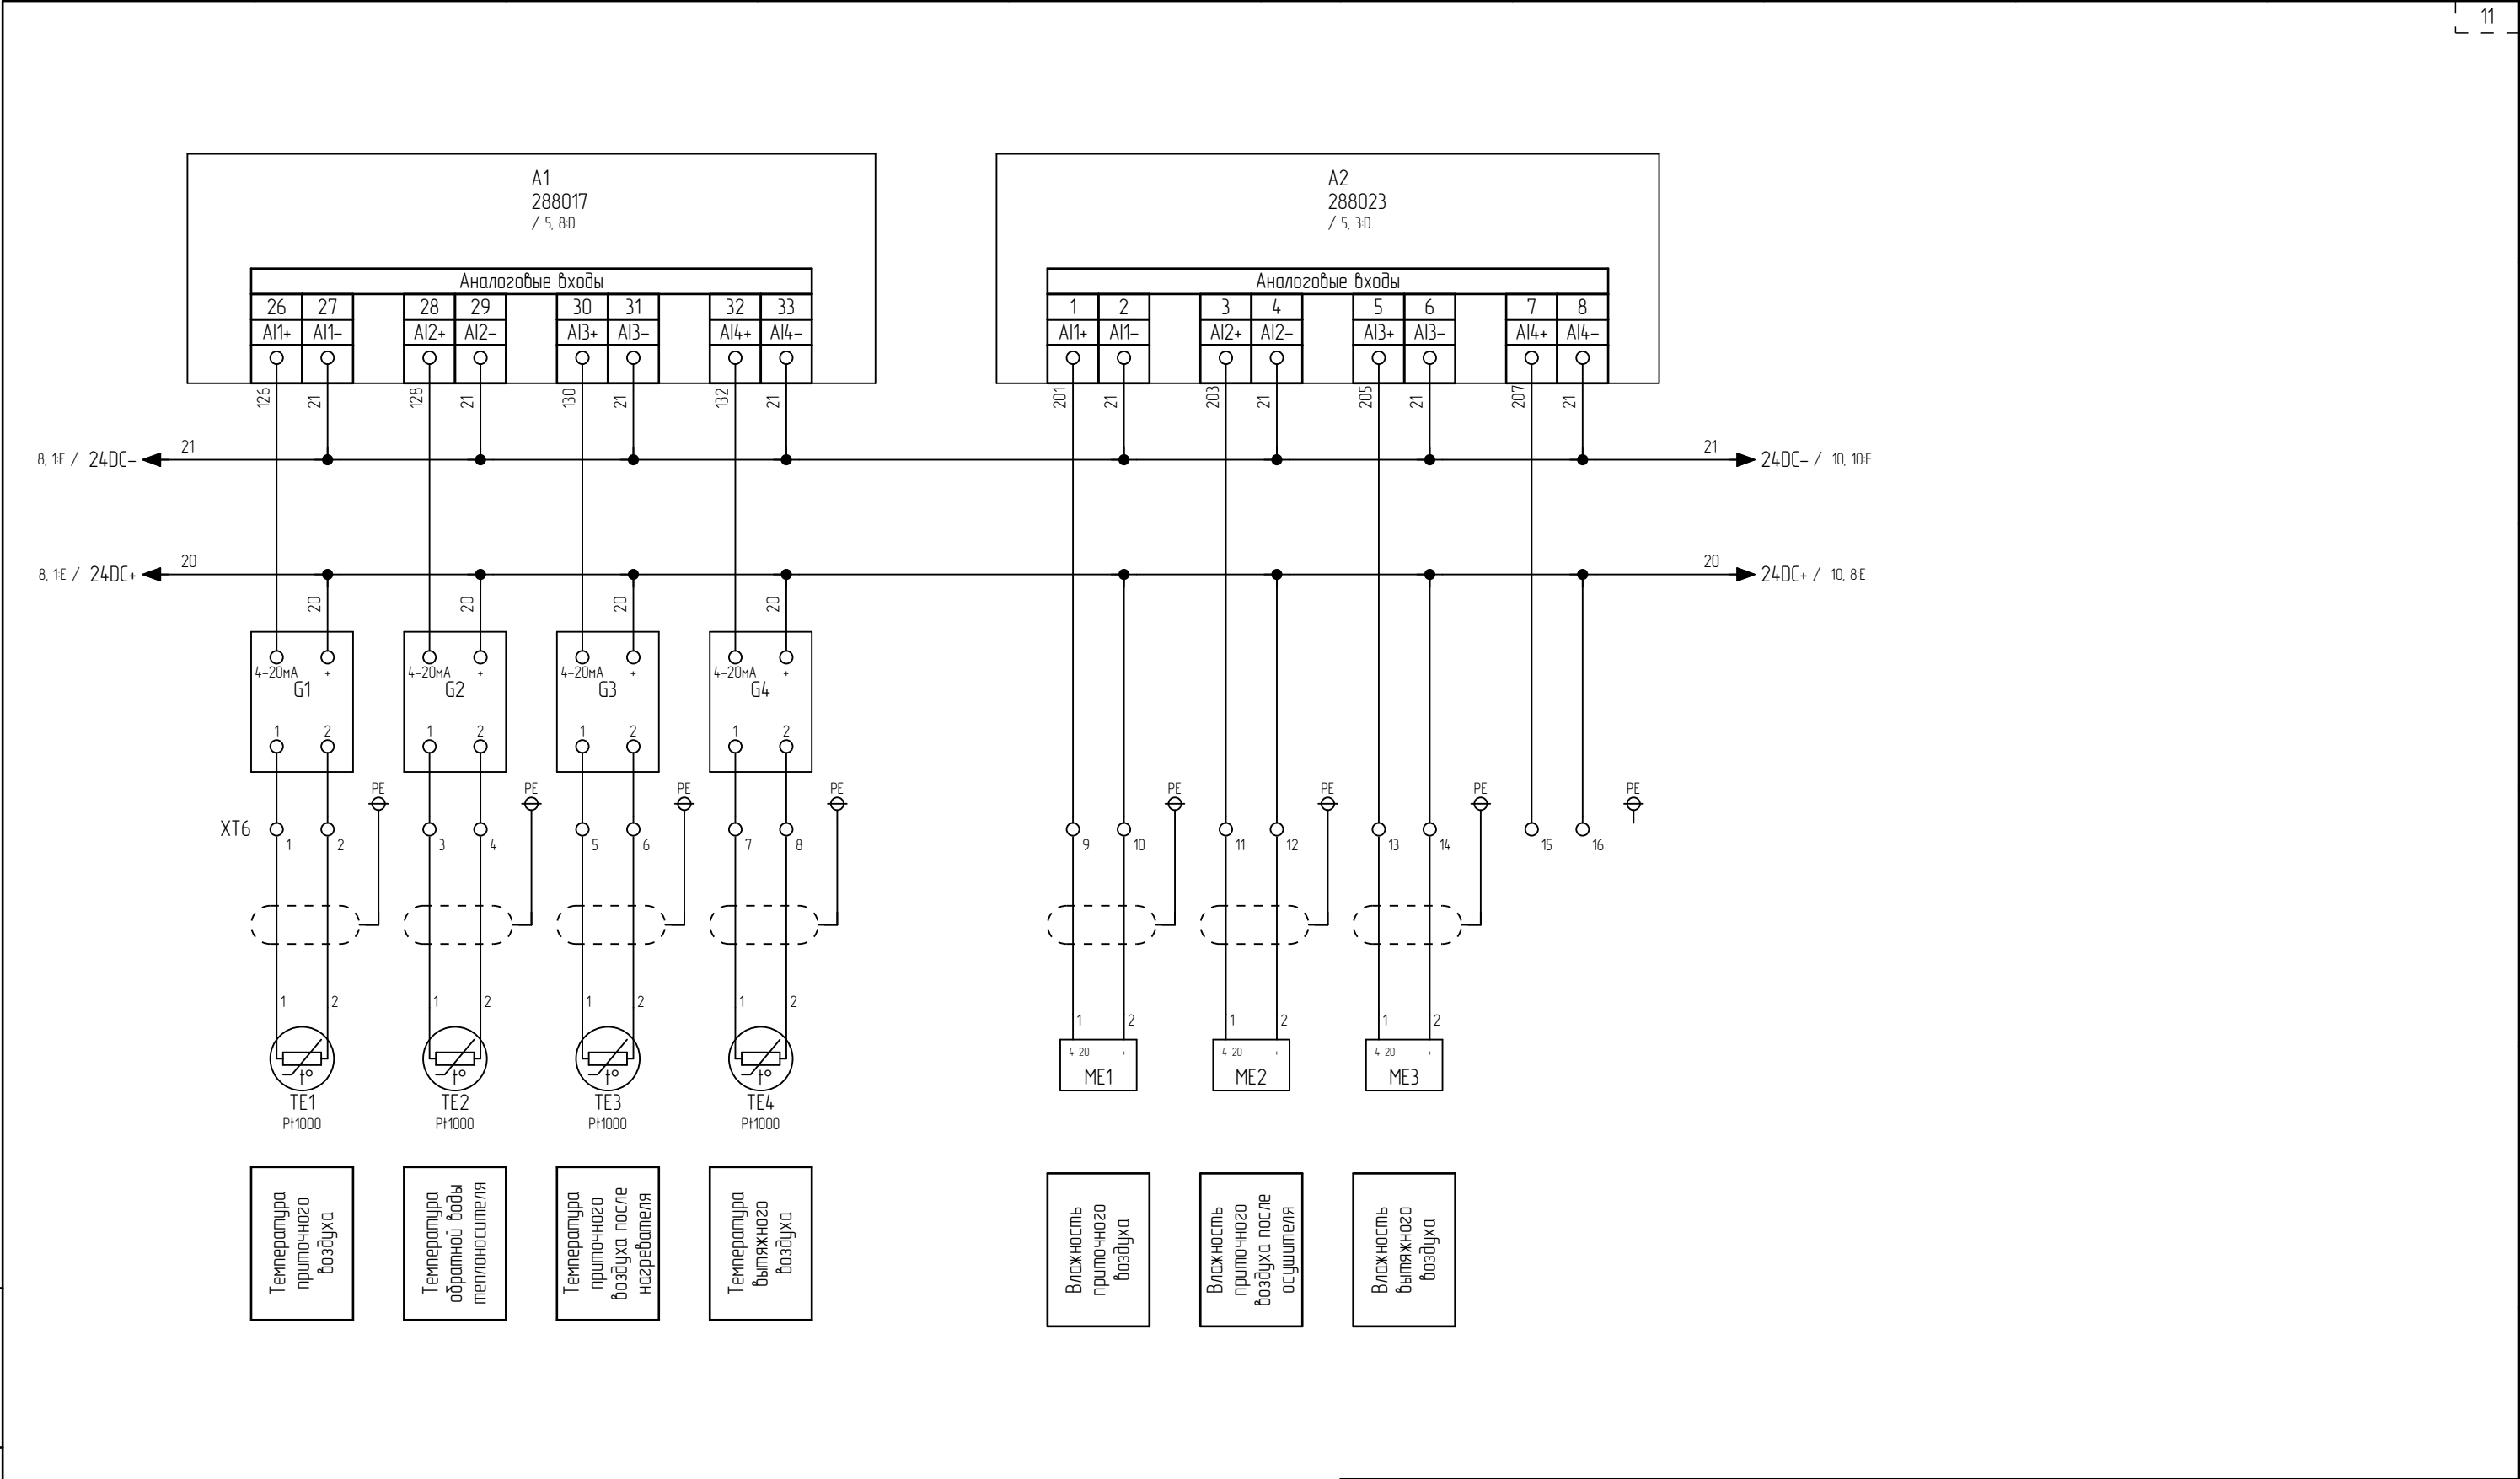 11
A1
288017
/ 5, 8:D
A2
288023
/ 5, 3:D
Аналоговые входы
Аналоговые входы
26 27 28 29 30 31 32 33
1 2 3 4 5 6 7 8
AI1+ AI1- AI2+ AI2- AI3+ AI3- AI4+ AI4-
AI1+ AI1- AI2+ AI2- AI3+ AI3- AI4+ AI4-
126 21 128 21 130 21 132 21
201 21 203 21 205 21 207 21
8, 1:E / 24DC- 21
21 24DC- / 10, 10:F
8, 1:E / 24DC+ 20
20 24DC+ / 10, 8:E
20 20 20 20
4-20мА + 4-20мА + 4-20мА + 4-20мА +
G1 G2 G3 G4
1 2 1 2 1 2 1 2
PE PE PE PE PE PE PE PE
XT6
1 2 3 4 5 6 7 8 9 10 11 12 13 14 15 16
1 2 1 2 1 2 1 2
1 2 1 2 1 2
4-20 + 4-20 + 4-20 +
ME1 ME2 ME3
t° t° t° t°
TE1 TE2 TE3 TE4
Pt1000 Pt1000 Pt1000 Pt1000
Температура
приточного
воздуха
Температура
обратной воды
теплоносителя
Температура
приточного
воздуха после
нагревателя
Температура
вытяжного
воздуха
Влажность
приточного
воздуха
Влажность
приточного
воздуха после
осушителя
Влажность
вытяжного
воздуха